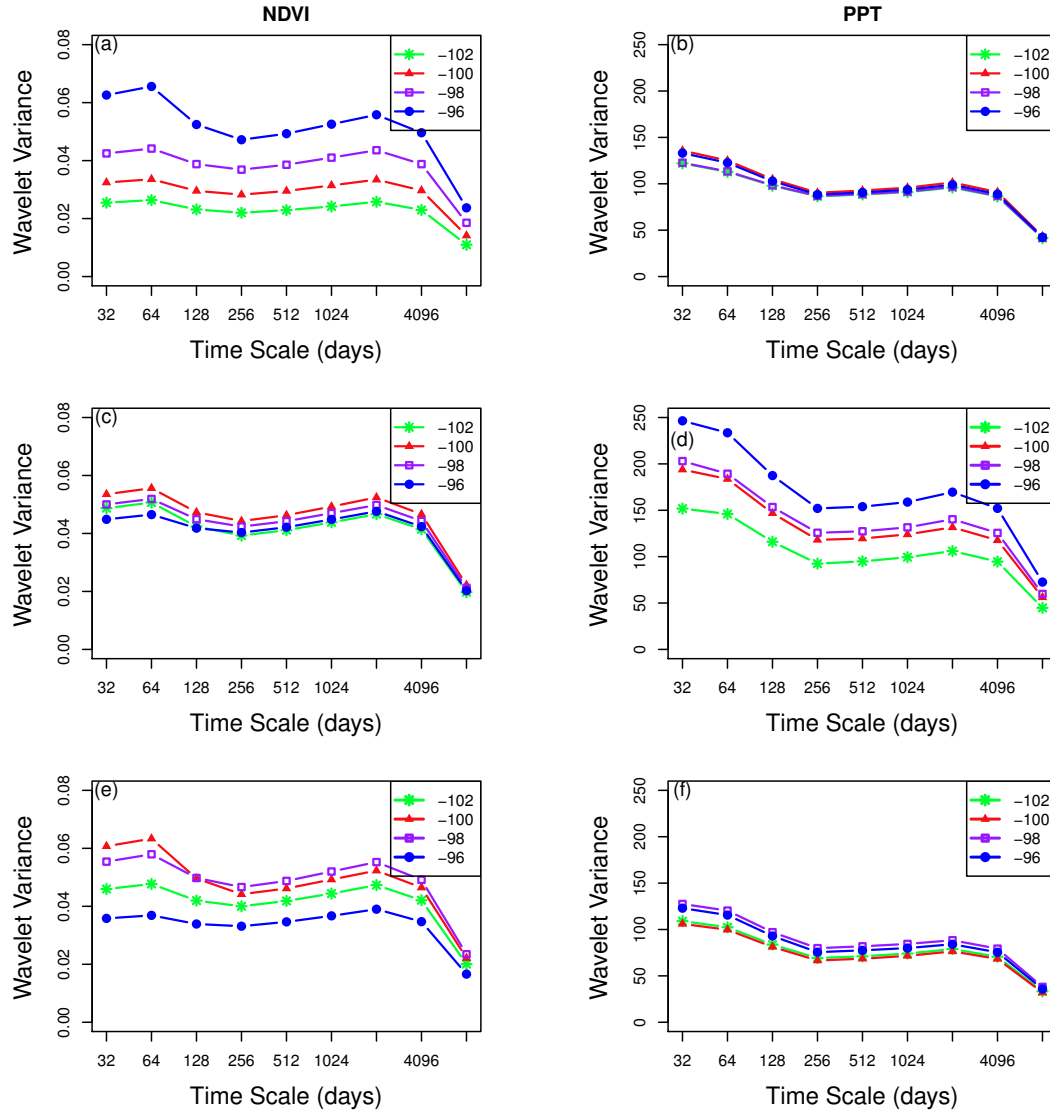 NDVI
PPT
(a)
−102
−100
−98
−96
0.00 0.02 0.04 0.06 0.08
Wavelet Variance
32 64 128 256 512 1024 4096
Time Scale (days)
(b)
−102
−100
−98
−96
0 50 100 150 200 250
Wavelet Variance
32 64 128 256 512 1024 4096
Time Scale (days)
(c)
−102
−100
−98
−96
0.00 0.02 0.04 0.06 0.08
Wavelet Variance
32 64 128 256 512 1024 4096
Time Scale (days)
(d)
−102
−100
−98
−96
0 50 100 150 200 250
Wavelet Variance
32 64 128 256 512 1024 4096
Time Scale (days)
(e)
−102
−100
−98
−96
0.00 0.02 0.04 0.06 0.08
Wavelet Variance
32 64 128 256 512 1024 4096
Time Scale (days)
(f)
−102
−100
−98
−96
0 50 100 150 200 250
Wavelet Variance
32 64 128 256 512 1024 4096
Time Scale (days)